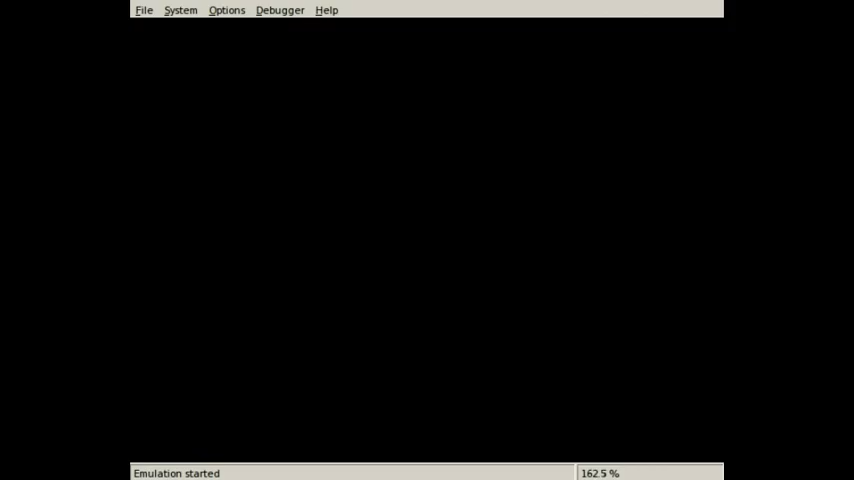 File System Options Debugger Help
Emulation started 162.5 %